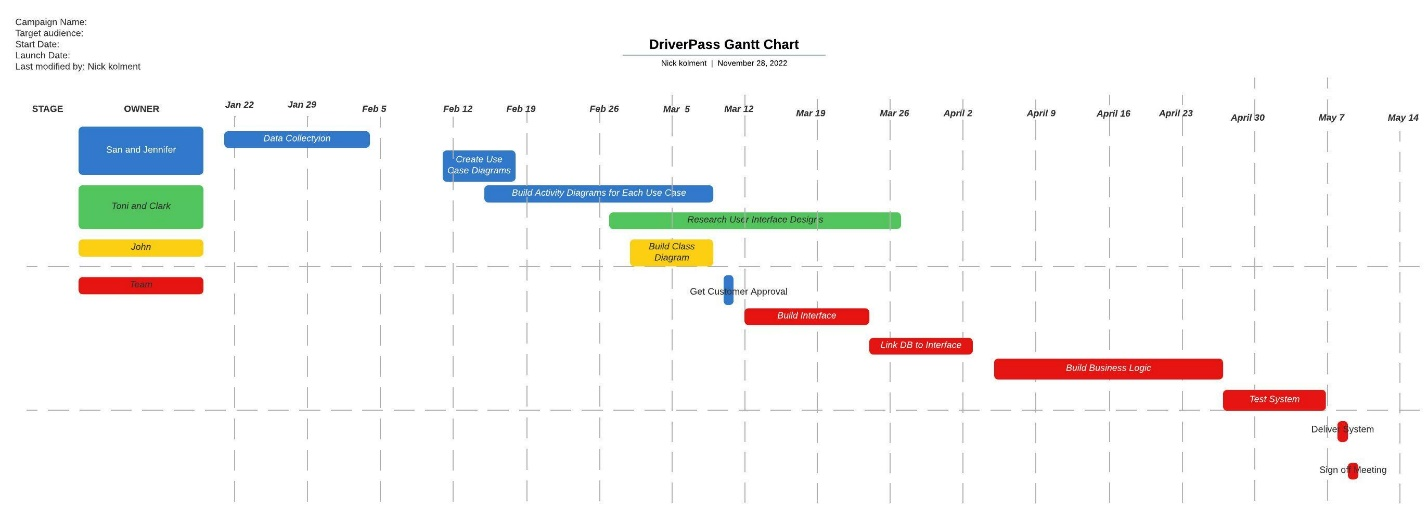 Campaign Name:
Target audience:
Start Date:
Launch Date:
Last modified by: Nick kolment
DriverPass Gantt Chart
Nick kolment | November 28, 2022
STAGE
OWNER
Jan 22
Jan 29
Feb 5
Feb 12
Feb 19
Feb 26
Mar 5
Mar 12
Mar 19
Mar 26
April 2
April 9
April 16
April 23
April 30
May 7
May 14
San and Jennifer
Data Collectyion
Create Use
Case Diagrams
Toni and Clark
Build Activity Diagrams for Each Use Case
Research User Interface Designs
John
Build Class
Diagram
Team
Get Customer Approval
Build Interface
Link DB to Interface
Build Business Logic
Test System
Deliver System
Sign off Meeting